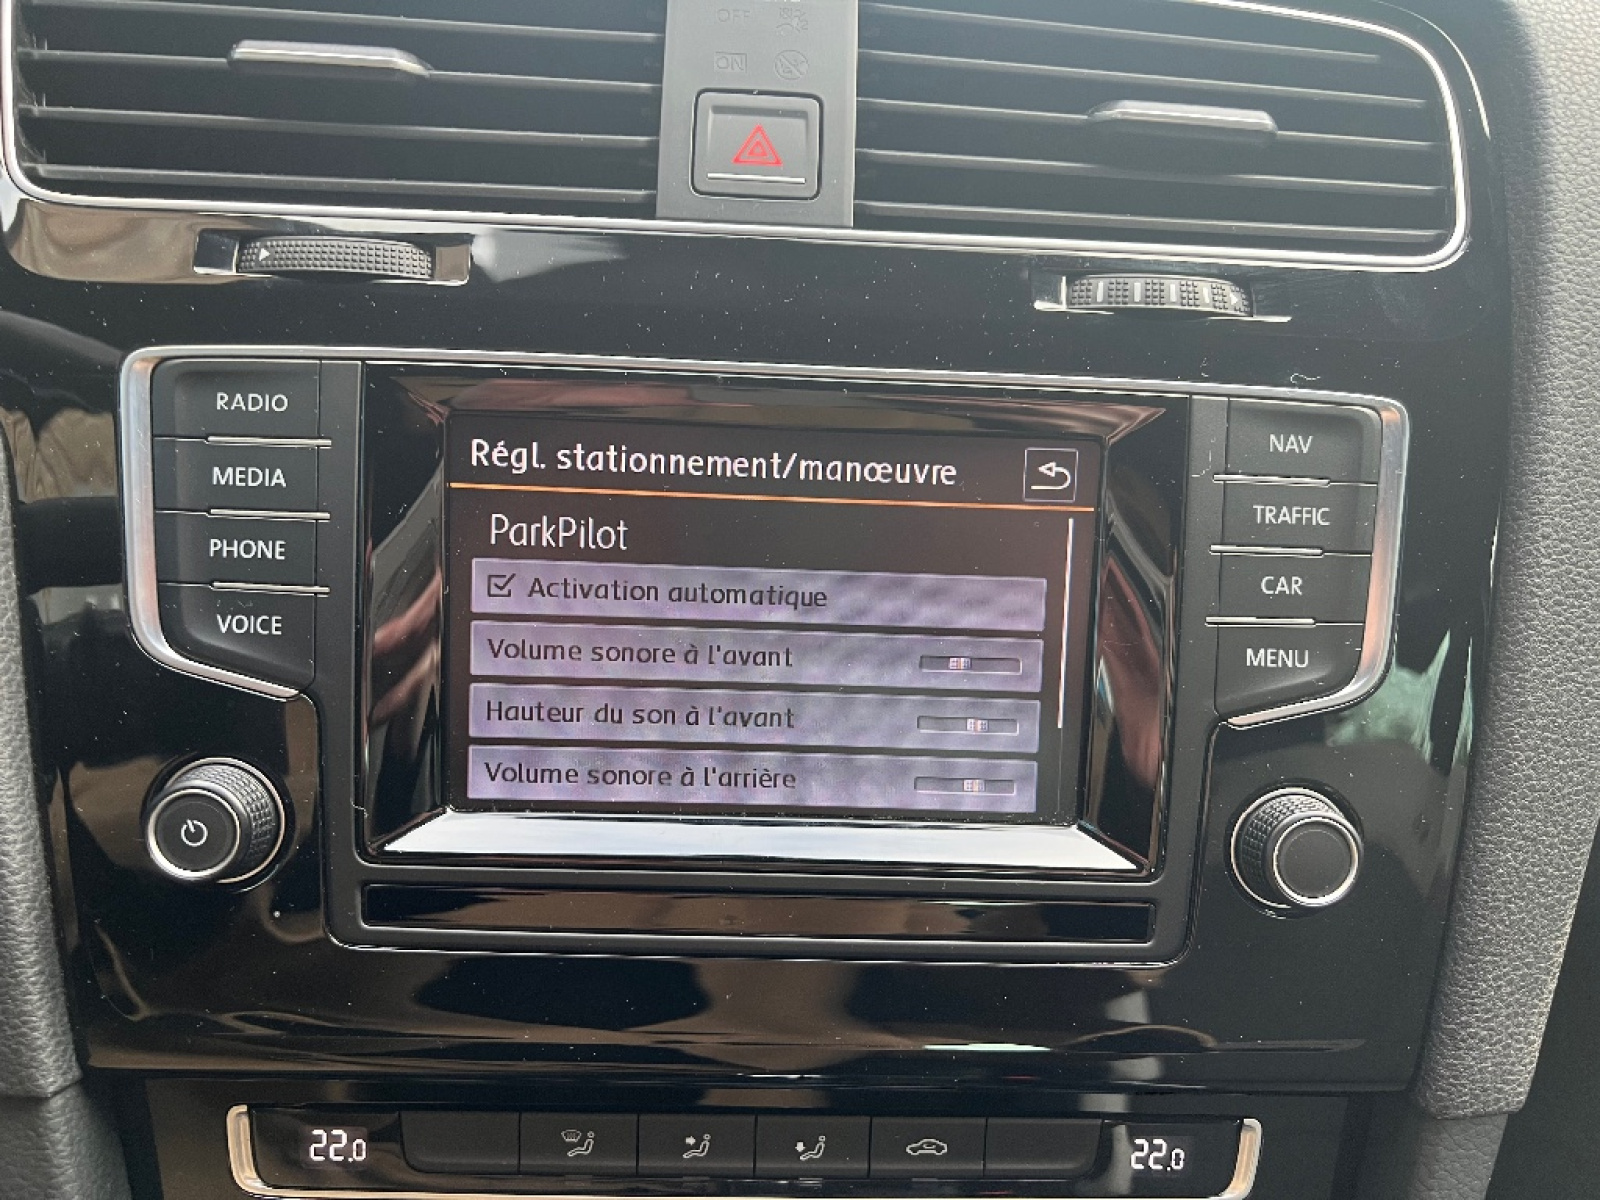 OFF
ON
RADIO
MEDIA
PHONE
VOICE
Régl. stationnement/manœuvre
ParkPilot
Activation automatique
Volume sonore à l'avant
Hauteur du son à l'avant
Volume sonore à l'arrière
NAV
TRAFFIC
CAR
MENU
22.0
22.0